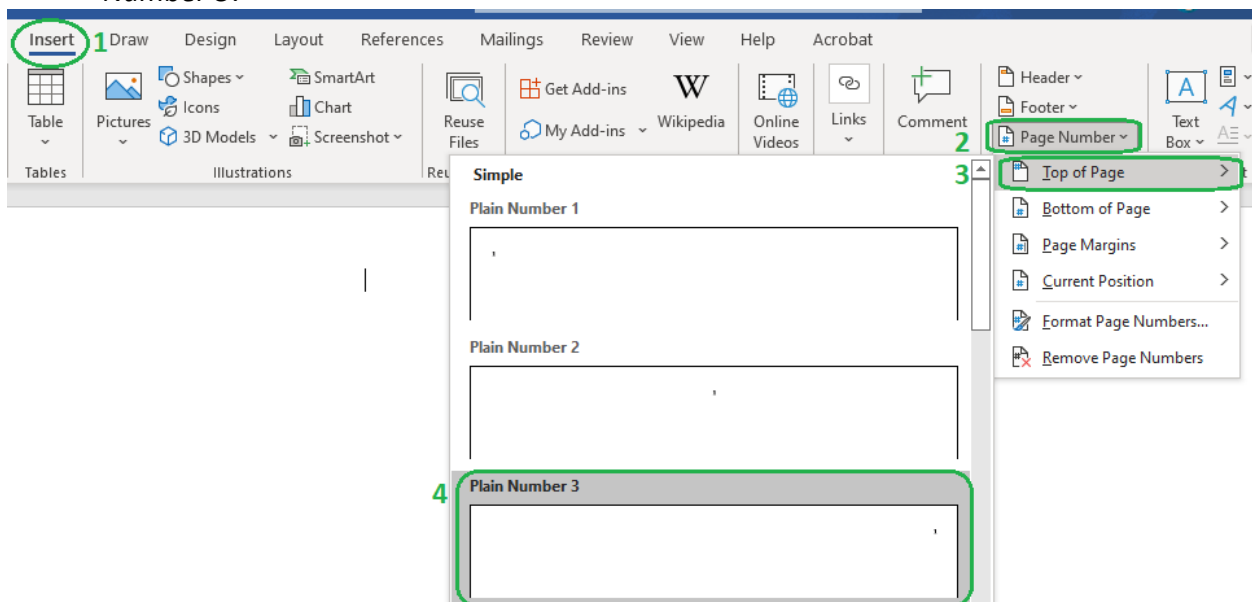 Number 3.
Insert 1 Draw Design Layout References Mailings Review View Help Acrobat
Shapes SmartArt Get Add-ins W Header A
Icons Chart Footer
Table Pictures 3D Models Screenshot Reuse Files My Add-ins Wikipedia Online Videos Links Comment 2 Page Number Text Box
Tables Illustrations Reu
Simple 3 Top of Page
Plain Number 1
Bottom of Page
Page Margins
Current Position
Format Page Numbers...
Plain Number 2
Remove Page Numbers
4 Plain Number 3